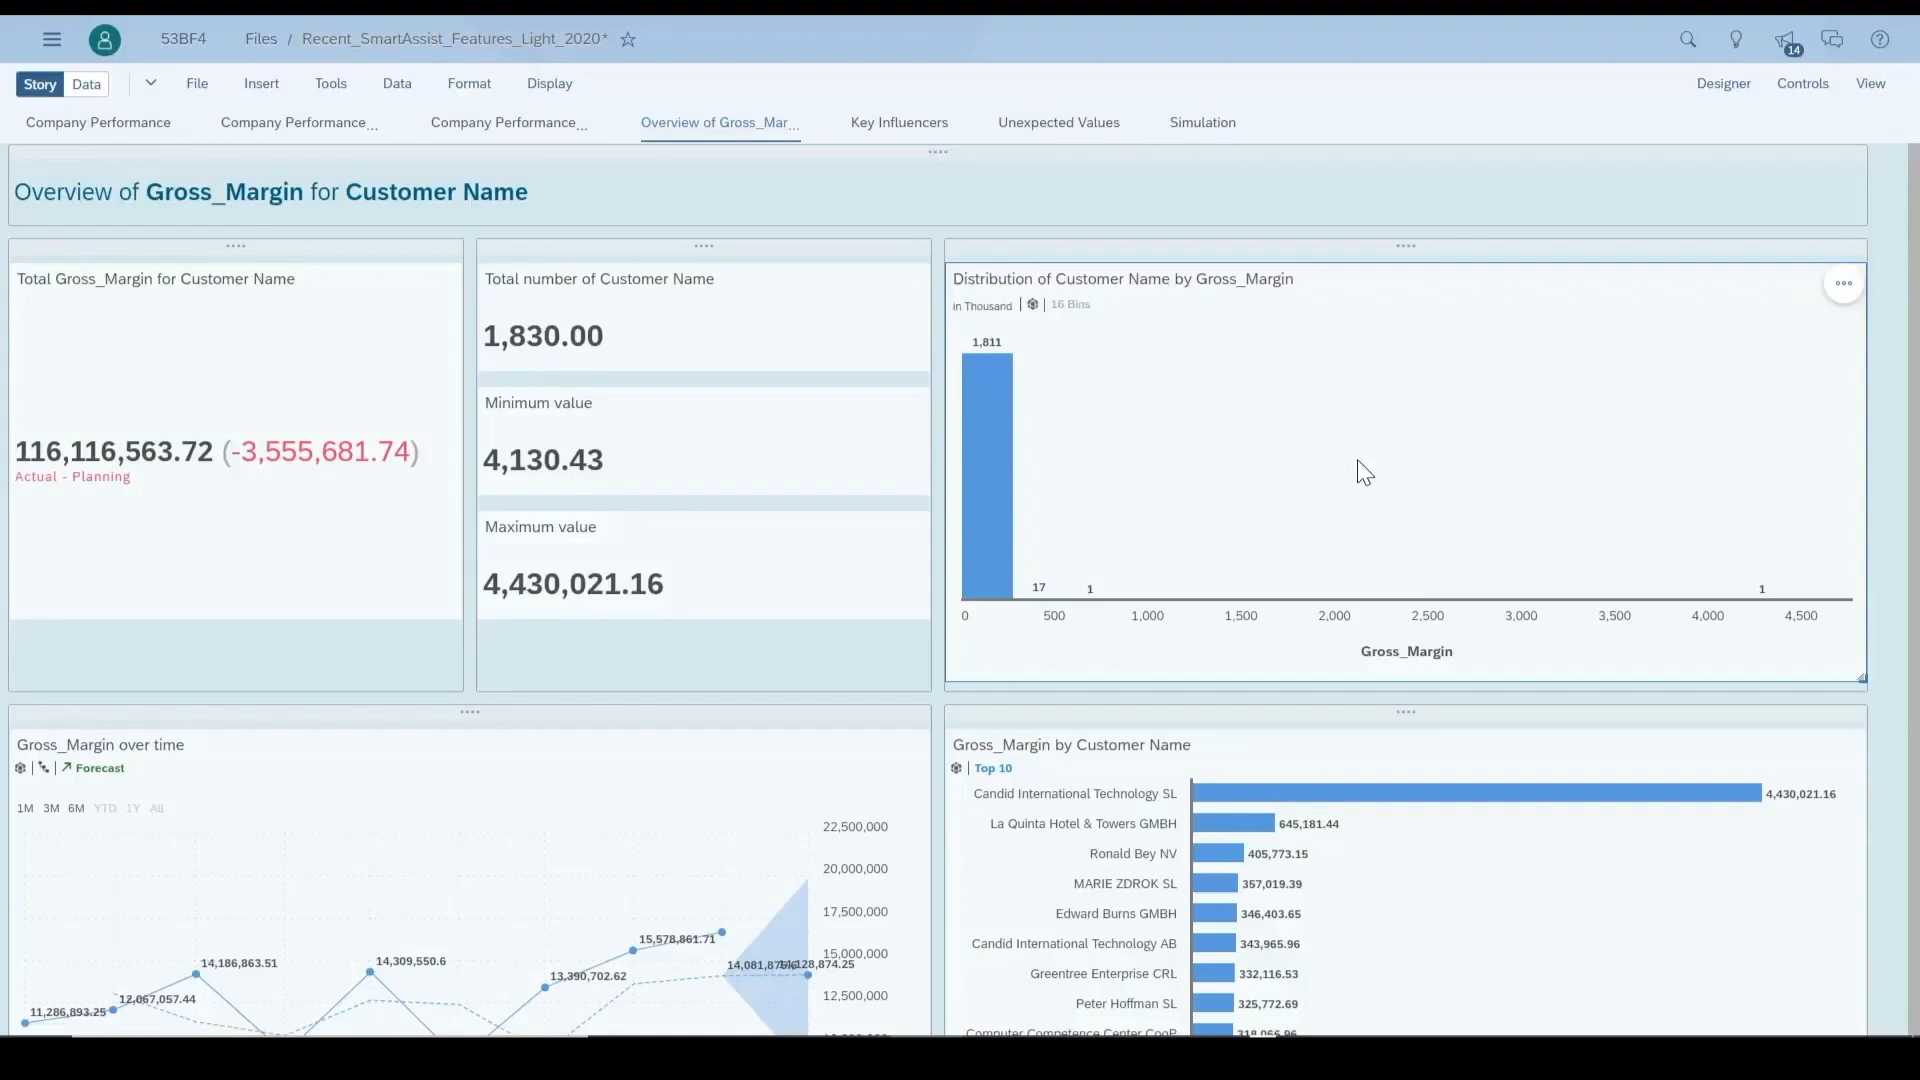 53BF4 Files / Recent_SmartAssist_Features_Light_2020*
14
Story Data File Insert Tools Data Format Display Designer Controls View
Company Performance Company Performance... Company Performance... Overview of Gross_Mar... Key Influencers Unexpected Values Simulation
Overview of Gross_Margin for Customer Name
Total Gross_Margin for Customer Name
116,116,563.72 (-3,555,681.74)
Actual - Planning
Total number of Customer Name
1,830.00
Minimum value
4,130.43
Maximum value
4,430,021.16
Distribution of Customer Name by Gross_Margin
in Thousand | | 16 Bins
1,811
17 1 1
0 500 1,000 1,500 2,000 2,500 3,000 3,500 4,000 4,500
Gross_Margin
Gross_Margin over time
Forecast
1M 3M 6M YTD 1Y All
22,500,000
20,000,000
17,500,000
15,000,000
12,500,000
11,286,893.25
12,067,057.44
14,186,863.51
14,309,550.6
13,390,702.62
15,578,861.71
Gross_Margin by Customer Name
Top 10
Candid International Technology SL 4,430,021.16
La Quinta Hotel & Towers GMBH 645,181.44
Ronald Bey NV 405,773.15
MARIE ZDROK SL 357,019.39
Edward Burns GMBH 346,403.65
Candid International Technology AB 343,965.96
Greentree Enterprise CRL 332,116.53
Peter Hoffman SL 325,772.69
Computer Competence Center CooP 318,066.96